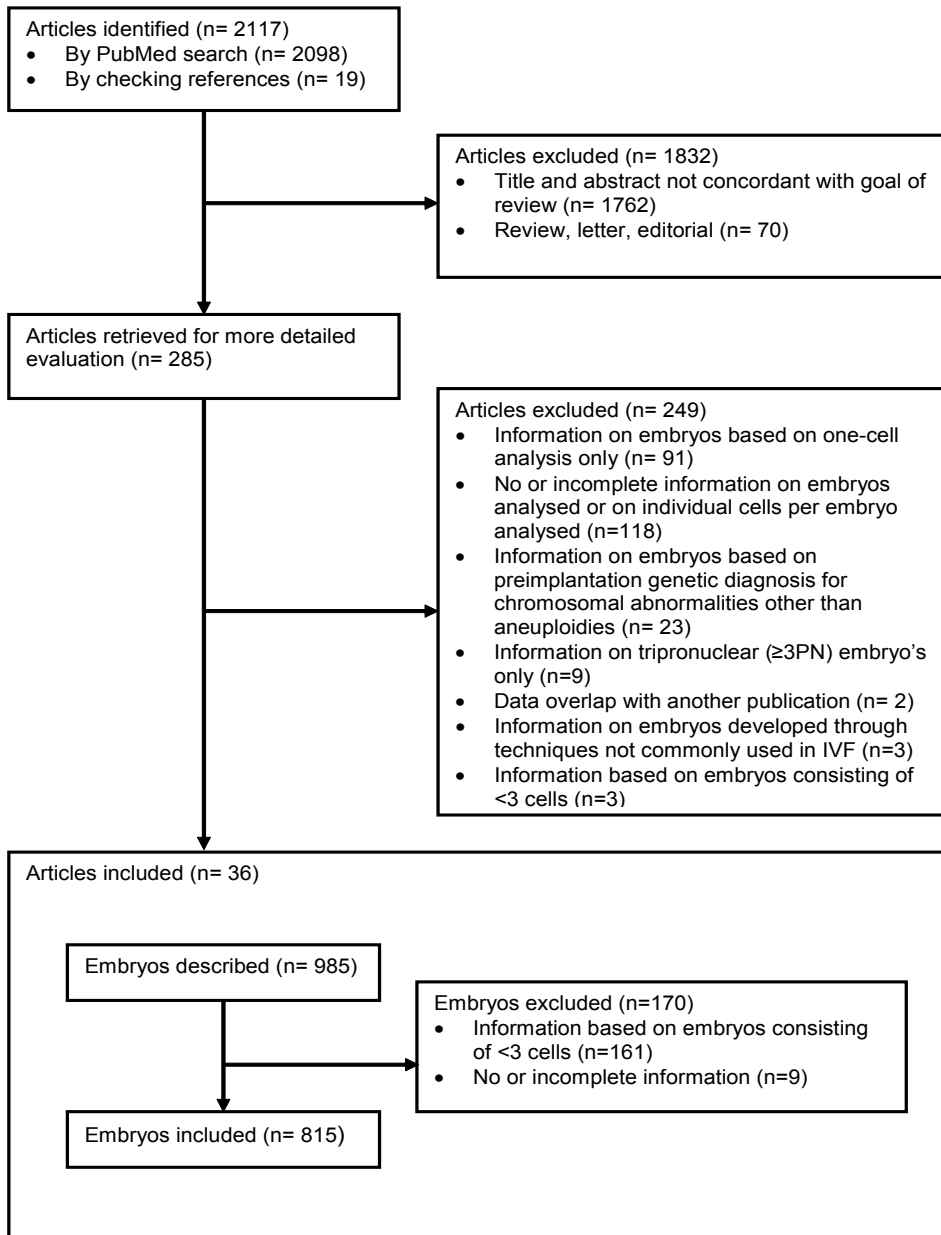 Articles identified (n= 2117)
• By PubMed search (n= 2098)
• By checking references (n= 19)
Articles excluded (n= 1832)
• Title and abstract not concordant with goal of
review (n= 1762)
• Review, letter, editorial (n= 70)
Articles retrieved for more detailed
evaluation (n= 285)
Articles excluded (n= 249)
• Information on embryos based on one-cell
analysis only (n= 91)
• No or incomplete information on embryos
analysed or on individual cells per embryo
analysed (n=118)
• Information on embryos based on
preimplantation genetic diagnosis for
chromosomal abnormalities other than
aneuploidies (n= 23)
• Information on tripronuclear (≥3PN) embryo's
only (n=9)
• Data overlap with another publication (n= 2)
• Information on embryos developed through
techniques not commonly used in IVF (n=3)
• Information based on embryos consisting of
<3 cells (n=3)
Articles included (n= 36)
Embryos described (n= 985)
Embryos excluded (n=170)
• Information based on embryos consisting
of <3 cells (n=161)
• No or incomplete information (n=9)
Embryos included (n= 815)